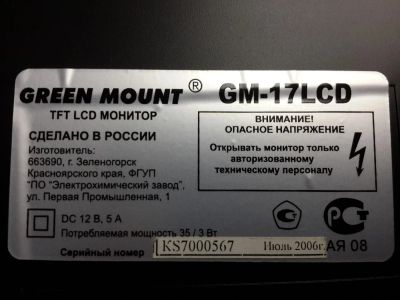 GREEN MOUNT® GM-17LCD
TFT LCD МОНИТОР
СДЕЛАНО В РОССИИ
Изготовитель:
663690, г. Зеленогорск
Красноярского края, ФГУП
"ПО "Электрохимический завод",
ул. Первая Промышленная, 1
ВНИМАНИЕ!
ОПАСНОЕ НАПРЯЖЕНИЕ
Открывать монитор только
авторизованному
техническому персоналу
DC 12 В, 5 А
Потребляемая мощность 35 / 3 Вт
Серийный номер
KS7000567 Июль 2006г.
АЯ 08